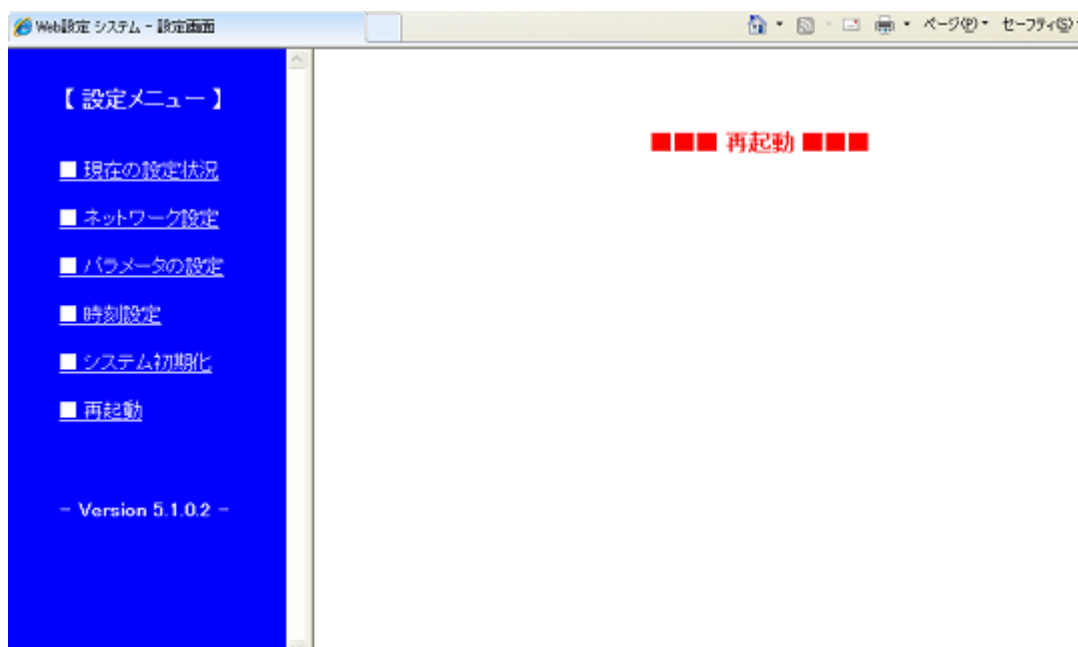 Web設定 システム - 設定画面
ページ(P)
セーフティ(S)
【 設定メニュー 】
■■■ 再起動 ■■■
■ 現在の設定状況
■ ネットワーク設定
■ パラメータの設定
■ 時刻設定
■ システム初期化
■ 再起動
- Version 5.1.0.2 -